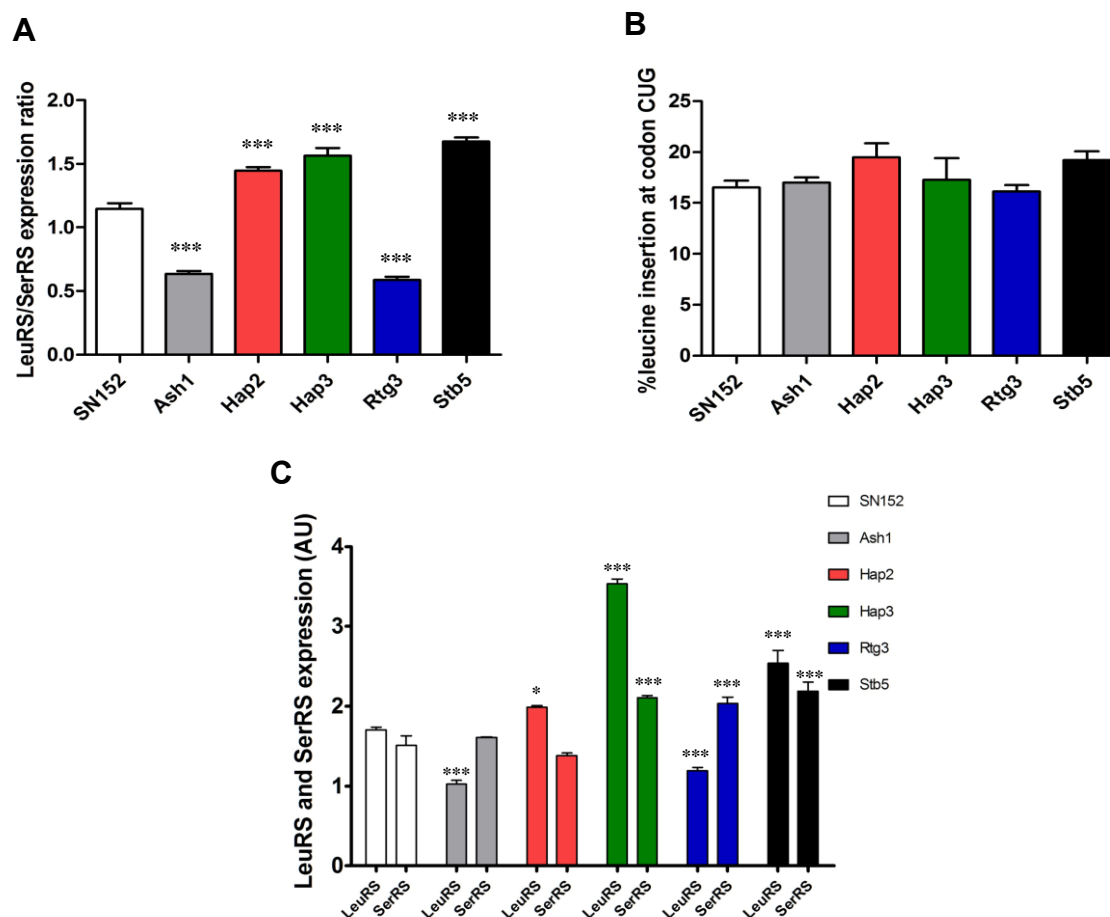 A
LeuRS/SerRS expression ratio
2.0
1.5
1.0
0.5
0.0
***
***
***
***
***
SN152
Ash1
Hap2
Hap3
Rtg3
Stb5
B
%leucine insertion at codon CUG
25
20
15
10
5
0
SN152
Ash1
Hap2
Hap3
Rtg3
Stb5
C
LeuRS and SerRS expression (AU)
4
3
2
1
0
***
*
***
***
***
***
***
***
LeuRS
SerRS
LeuRS
SerRS
LeuRS
SerRS
LeuRS
SerRS
LeuRS
SerRS
LeuRS
SerRS
SN152
Ash1
Hap2
Hap3
Rtg3
Stb5